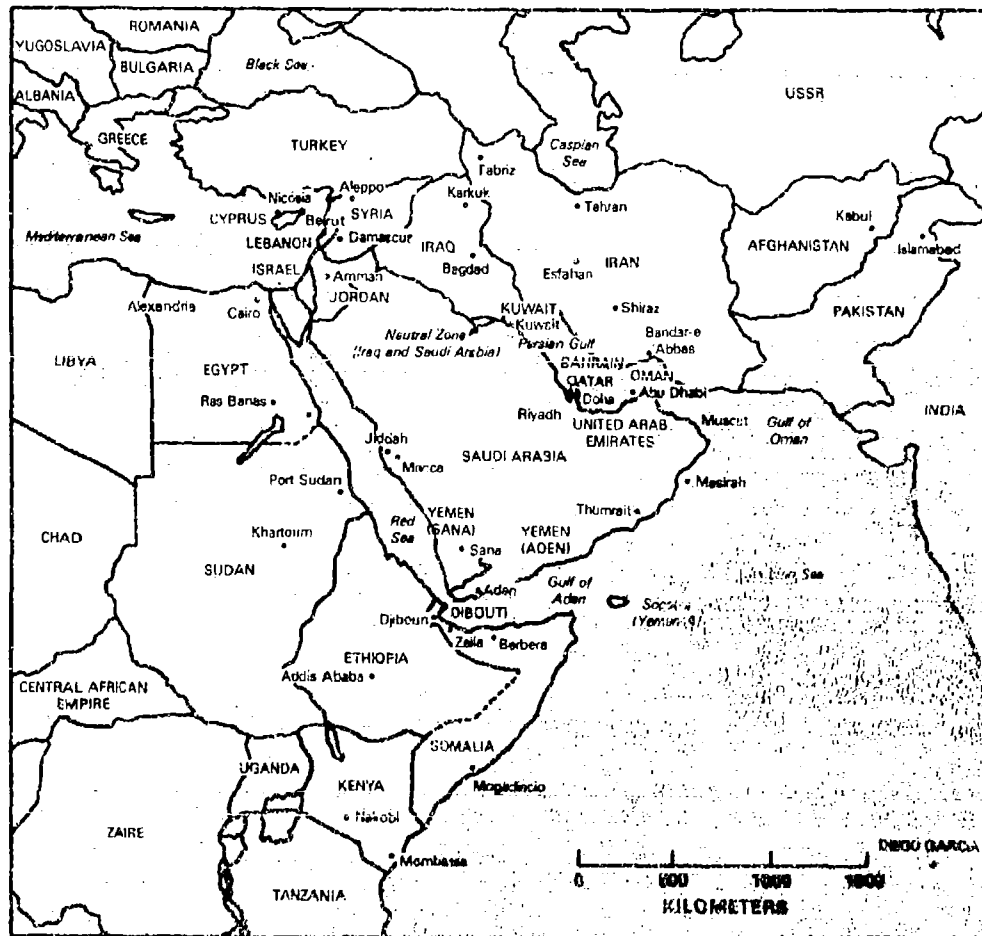 ROMANIA
YUGOSLAVIA
BULGARIA
Black Sea
ALBANIA
USSR
GREECE
TURKEY
Caspian
Sea
Tabriz
Nicosia
Aleppo
Karkuk
Tehran
CYPRUS
Beirut
SYRIA
Kabul
Mediterranean Sea
LEBANON
Damascus
IRAQ
AFGHANISTAN
Islamabad
ISRAEL
Bagdad
Esfahan
IRAN
Amman
Alexandria
Cairo
JORDAN
KUWAIT
Kuwait
Shiraz
PAKISTAN
Neutral Zone
(Iraq and Saudi Arabia)
Persian Gulf
Bandar-e
Abbas
LIBYA
EGYPT
BAHRAIN
QATAR
OMAN
Ras Banas
Doha
Abu Dhabi
INDIA
Riyadh
UNITED ARAB
EMIRATES
Muscat
Gulf of
Oman
Jiddah
Mecca
SAUDI ARABIA
Masirah
Port Sudan
Thumrait
CHAD
Khartoum
Red
Sea
YEMEN
(SANA)
YEMEN
(ADEN)
Sana
SUDAN
Sea
Aden
Gulf of
Aden
DIBOUTI
Djibouti
Zeila
Berbera
ETHIOPIA
Addis Ababa
CENTRAL AFRICAN
EMPIRE
SOMALIA
UGANDA
KENYA
Mogadiscio
ZAIRE
Nairobi
DIEGO GARCIA
Mombassa
0
500
1000
1500
TANZANIA
KILOMETERS